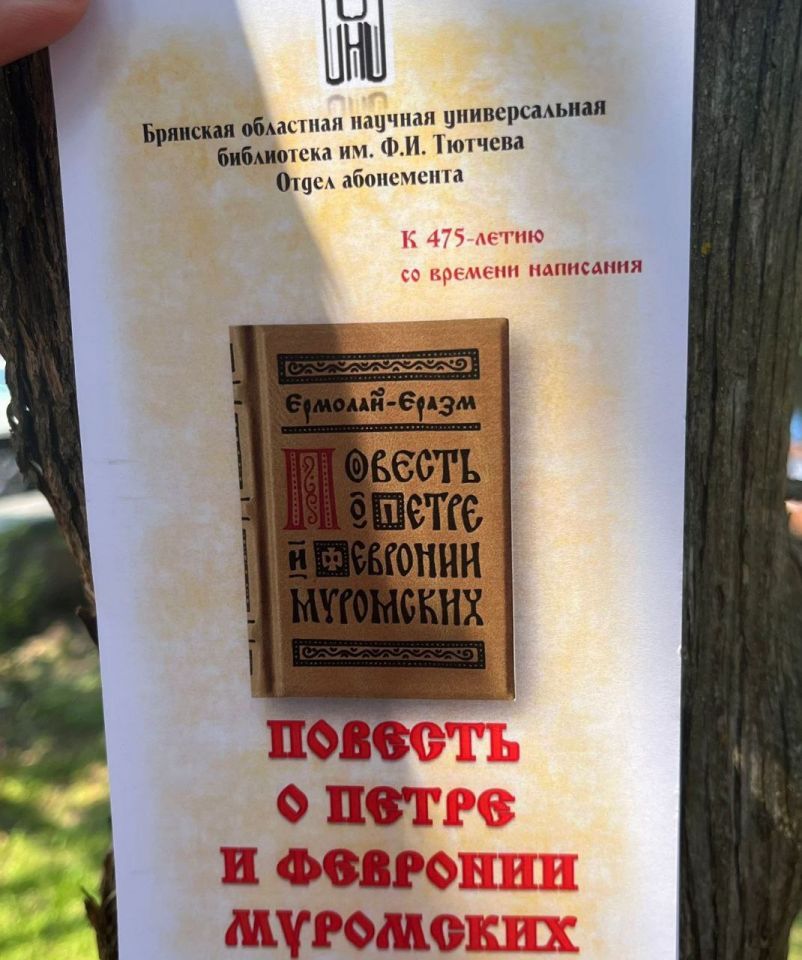 Брянская областная научная универсальная
библиотека им. Ф.И. Тютчева
Отдел абонемента
К 475-летию
со времени написания
Ермолай-Еразм
Повесть
о Петре
и Февронии
Муромских
ПОВЕСТЬ
О ПЕТРЕ
И ФЕВРОНИИ
МУРОМСКИХ